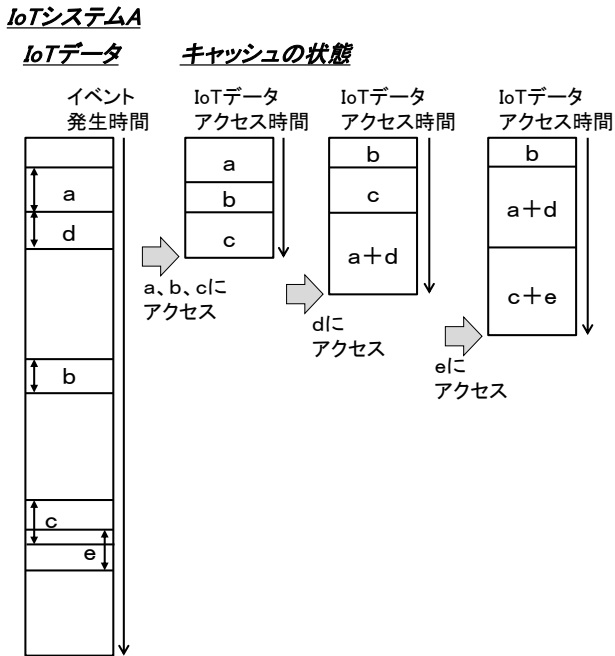 IoTシステムA
IoTデータ
キャッシュの状態
イベント
発生時間
IoTデータ
アクセス時間
IoTデータ
アクセス時間
IoTデータ
アクセス時間
a
d
b
c
e
a
b
c
a、b、cに
アクセス
b
c
a＋d
dに
アクセス
b
a＋d
c＋e
eに
アクセス